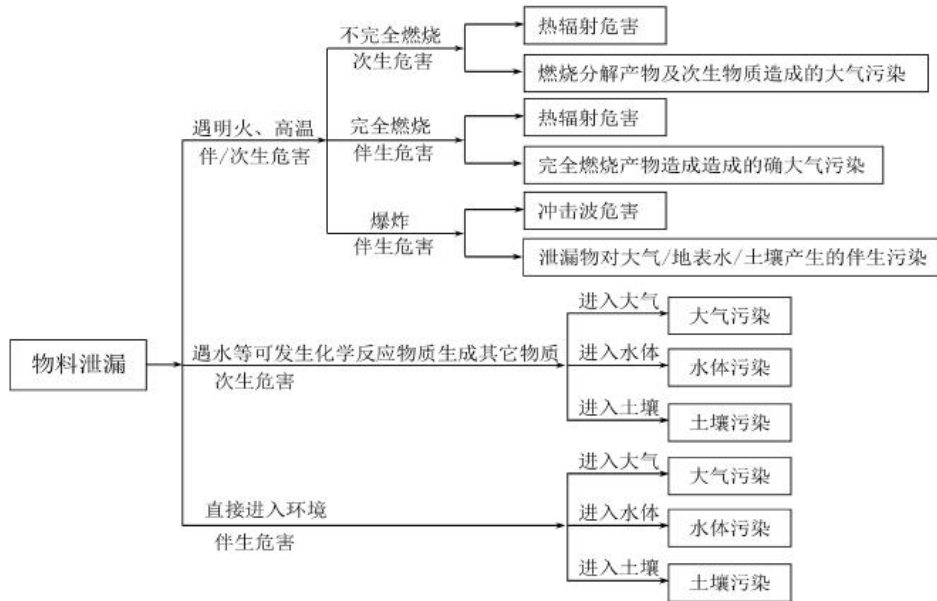 不完全燃烧
次生危害
热辐射危害
燃烧分解产物及次生物质造成的大气污染
遇明火、高温
伴/次生危害
完全燃烧
伴生危害
热辐射危害
完全燃烧产物造成造成的确大气污染
爆炸
伴生危害
冲击波危害
泄漏物对大气/地表水/土壤产生的伴生污染
物料泄漏
遇水等可发生化学反应物质生成其它物质
次生危害
进入大气
大气污染
进入水体
水体污染
进入土壤
土壤污染
直接进入环境
伴生危害
进入大气
大气污染
进入水体
水体污染
进入土壤
土壤污染